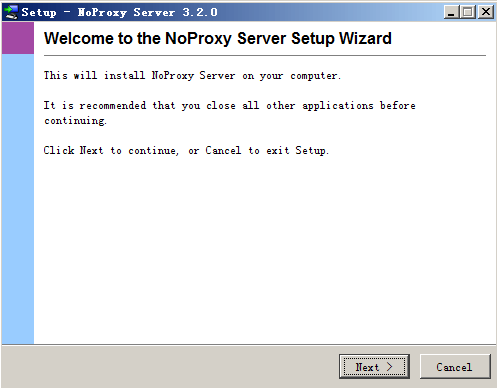 Setup - NoProxy Server 3.2.0
Welcome to the NoProxy Server Setup Wizard
This will install NoProxy Server on your computer.
It is recommended that you close all other applications before
continuing.
Click Next to continue, or Cancel to exit Setup.
Next >
Cancel